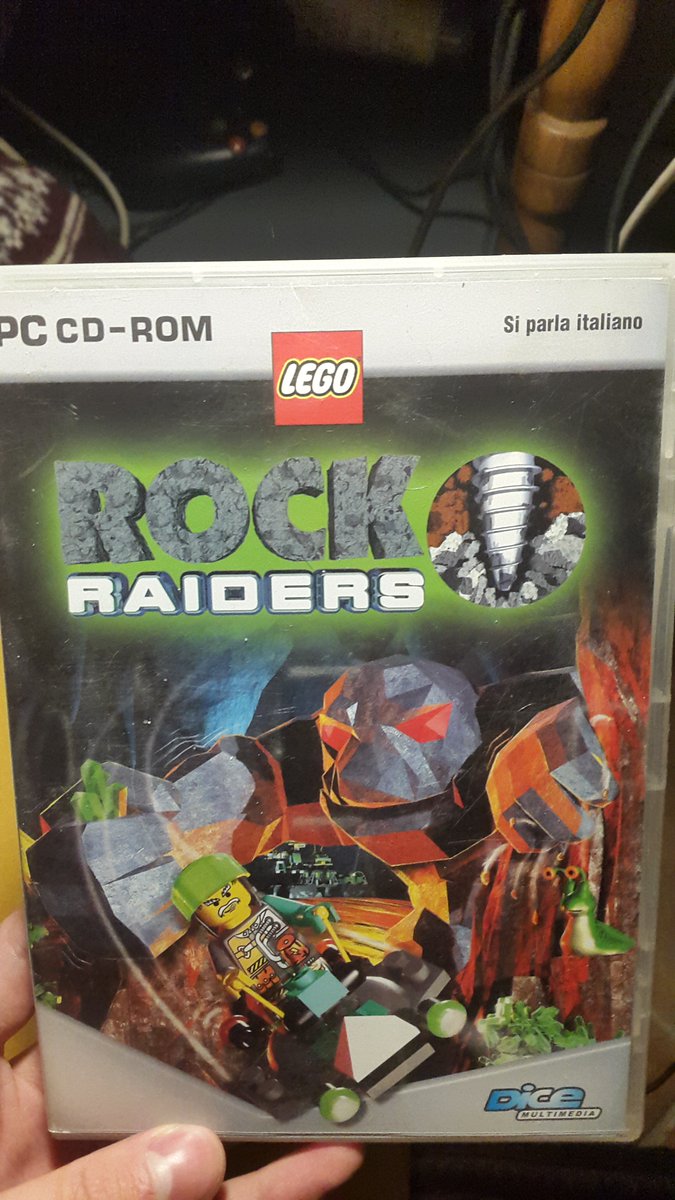 PC CD-ROM
Si parla italiano
LEGO
ROCK
RAIDERS
DICE
MULTIMEDIA